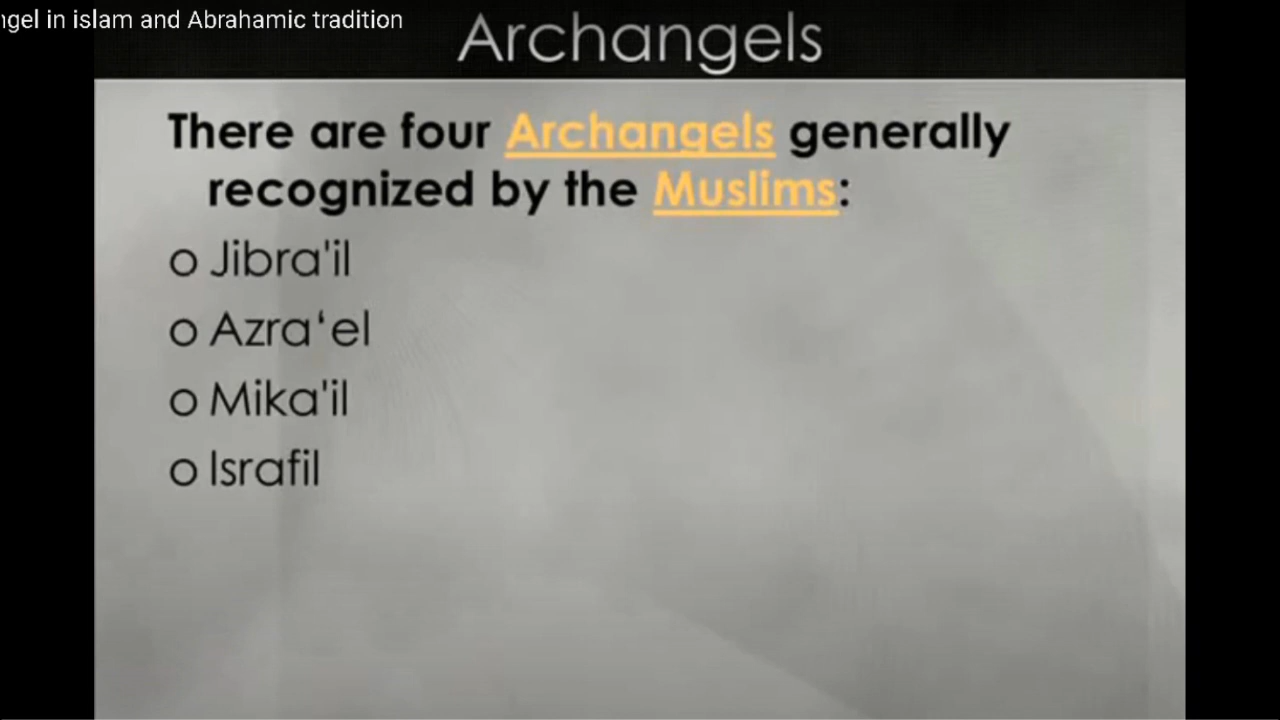 in islam and Abrahamic tradition
Archangels
There are four Archangels generally
recognized by the Muslims:
o Jibra'il
o Azra‘el
o Mika'il
o Israfil